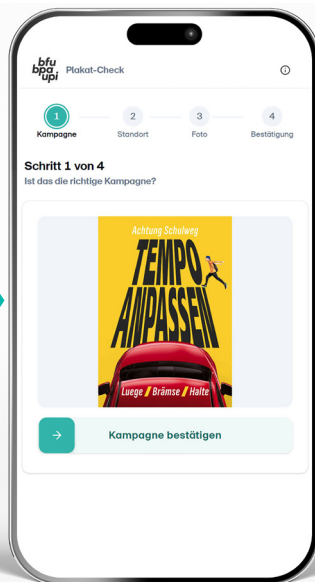 bfu
bpa
upi
Plakat-Check
1
2
3
4
Kampagne
Standort
Foto
Bestätigung
Schritt 1 von 4
Ist das die richtige Kampagne?
Achtung Schulweg
TEMPO
ANPASSEN
Luege / Brämse / Halte
Kampagne bestätigen